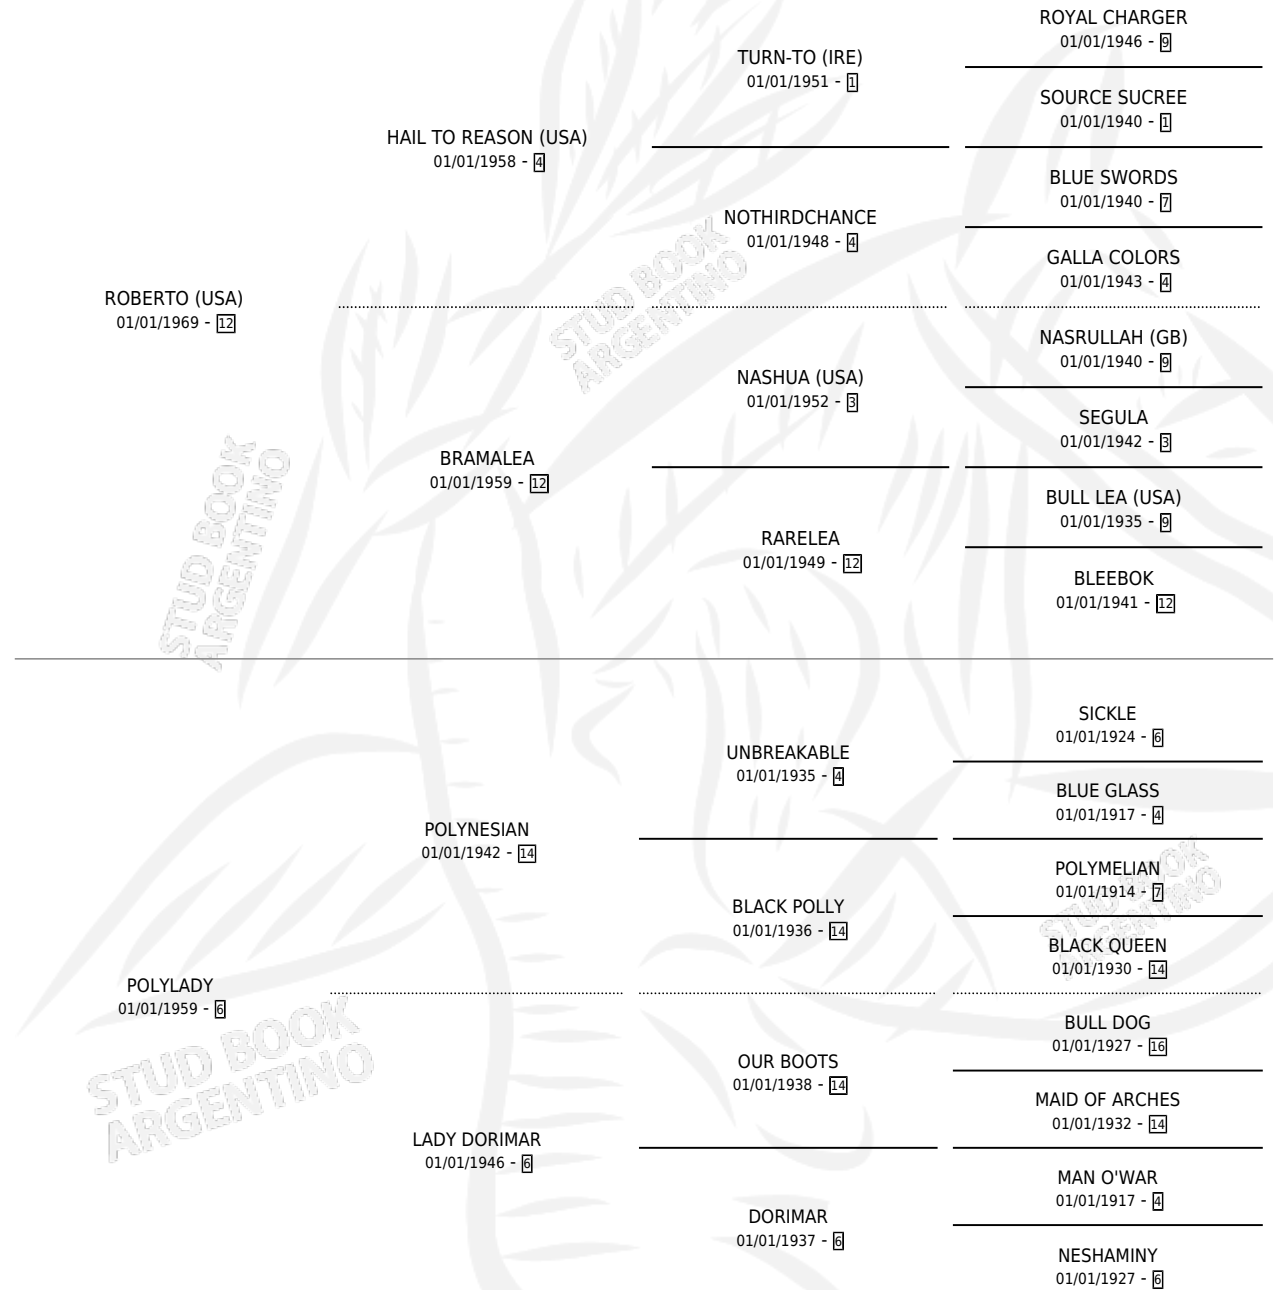 ROYAL CHARGER
01/01/1946 - 9
TURN-TO (IRE)
01/01/1951 - 1
SOURCE SUCREE
01/01/1940 - 1
HAIL TO REASON (USA)
01/01/1958 - 4
BLUE SWORDS
01/01/1940 - 7
NOTHIRDCHANCE
01/01/1948 - 4
GALLA COLORS
01/01/1943 - 4
ROBERTO (USA)
01/01/1969 - 12
STUD BOOK
ARGENTINO
NASRULLAH (GB)
01/01/1940 - 9
NASHUA (USA)
01/01/1952 - 3
SEGULA
01/01/1942 - 3
BRAMALEA
01/01/1959 - 12
BULL LEA (USA)
01/01/1935 - 9
RARELEA
01/01/1949 - 12
BLEEBOK
01/01/1941 - 12
STUD BOOK
ARGENTINO
SICKLE
01/01/1924 - 6
UNBREAKABLE
01/01/1935 - 4
BLUE GLASS
01/01/1917 - 4
POLYNESIAN
01/01/1942 - 14
POLYMELIAN
01/01/1914 - 7
BLACK POLLY
01/01/1936 - 14
STUD BOOK
ARGENTINO
BLACK QUEEN
01/01/1930 - 14
POLYLADY
01/01/1959 - 6
BULL DOG
01/01/1927 - 16
OUR BOOTS
01/01/1938 - 14
STUD BOOK
ARGENTINO
MAID OF ARCHES
01/01/1932 - 14
LADY DORIMAR
01/01/1946 - 6
MAN O'WAR
01/01/1917 - 4
DORIMAR
01/01/1937 - 6
NESHAMINY
01/01/1927 - 6